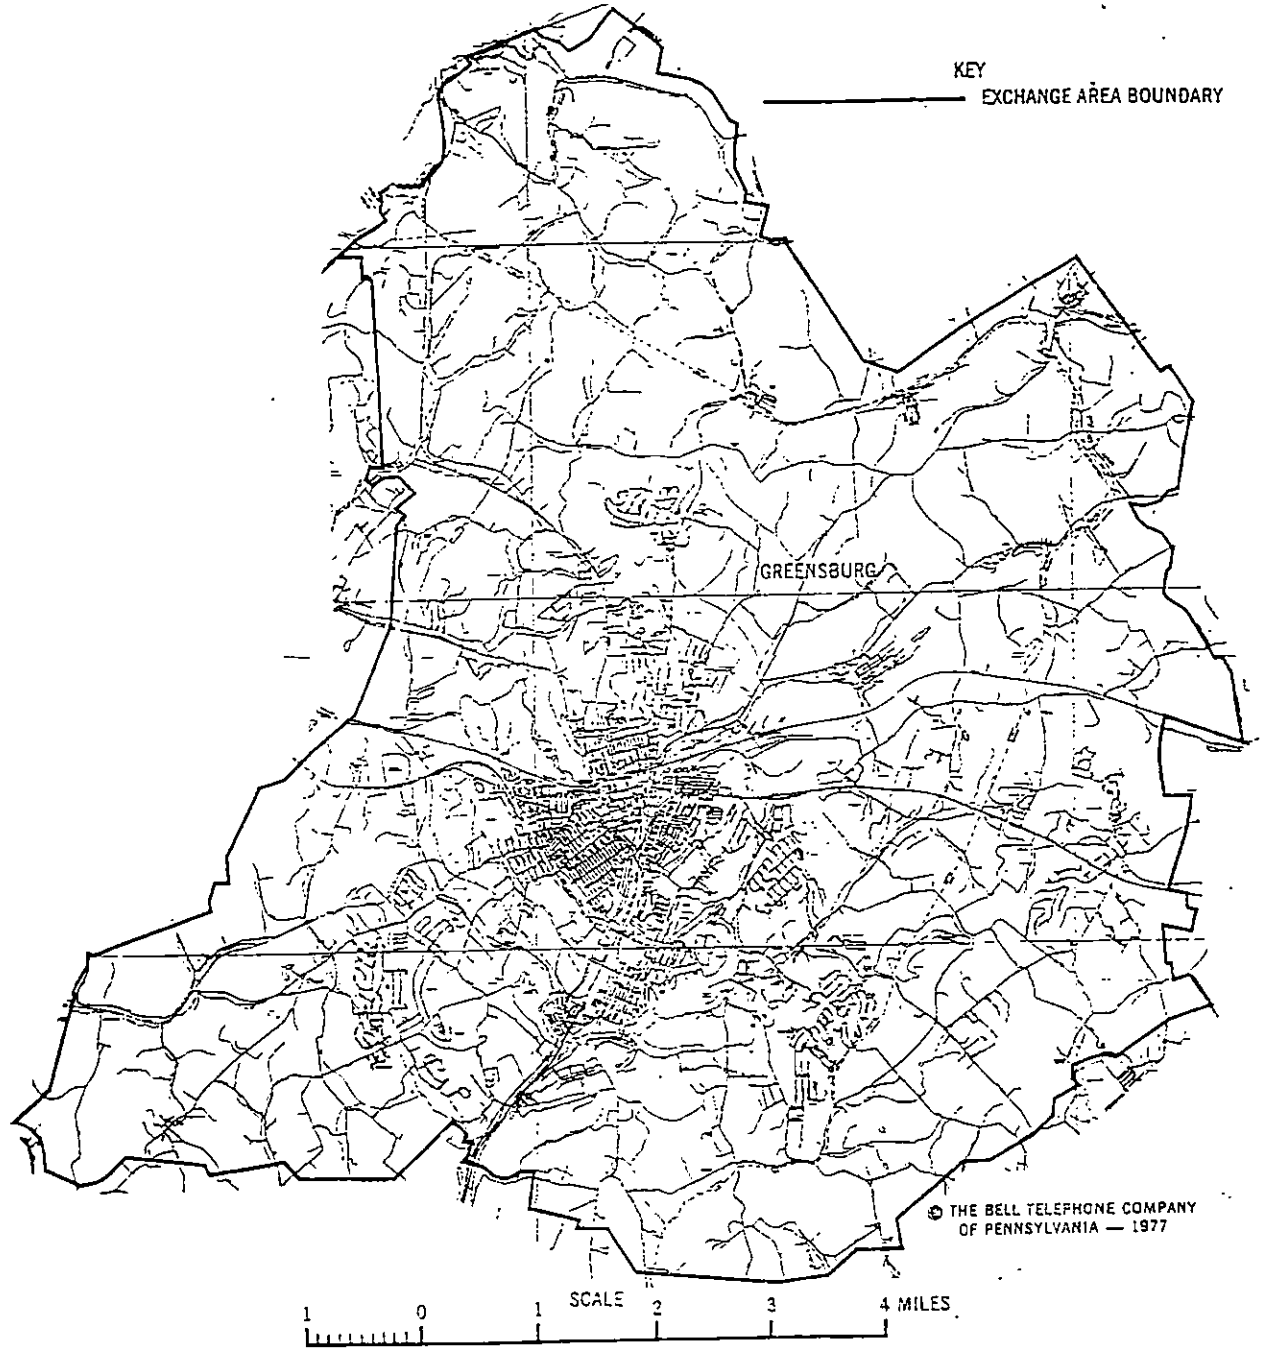 KEY
EXCHANGE AREA BOUNDARY
GREENSBURG
© THE BELL TELEPHONE COMPANY
OF PENNSYLVANIA — 1977
SCALE
1 0 1 2 3 4 MILES